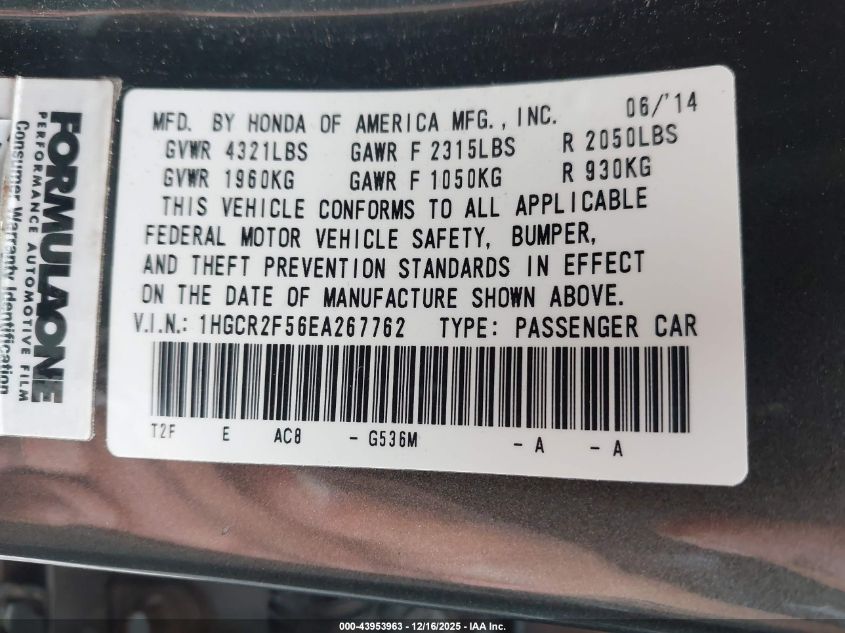 MFD. BY HONDA OF AMERICA MFG., INC. 06/'14
GVWR 4321LBS GAWR F 2315LBS R 2050LBS
GVWR 1960KG GAWR F 1050KG R 930KG
THIS VEHICLE CONFORMS TO ALL APPLICABLE
FEDERAL MOTOR VEHICLE SAFETY, BUMPER,
AND THEFT PREVENTION STANDARDS IN EFFECT
ON THE DATE OF MANUFACTURE SHOWN ABOVE.
V.I.N.: 1HGCR2F56EA267762 TYPE: PASSENGER CAR
T2F E AC8 - G536M - A - A
FORMULAONE
PERFORMANCE AUTOMOTIVE FILM
Consumer Warranty Identification
000-43953963 - 12/16/2025 - IAA Inc.